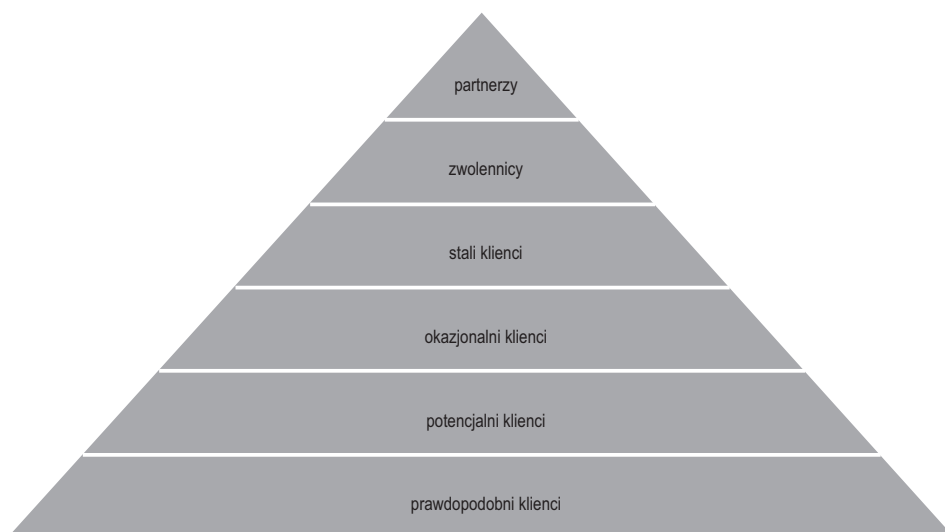 partnerzy
zwolennicy
stali klienci
okazjonalni klienci
potencjalni klienci
prawdopodobni klienci